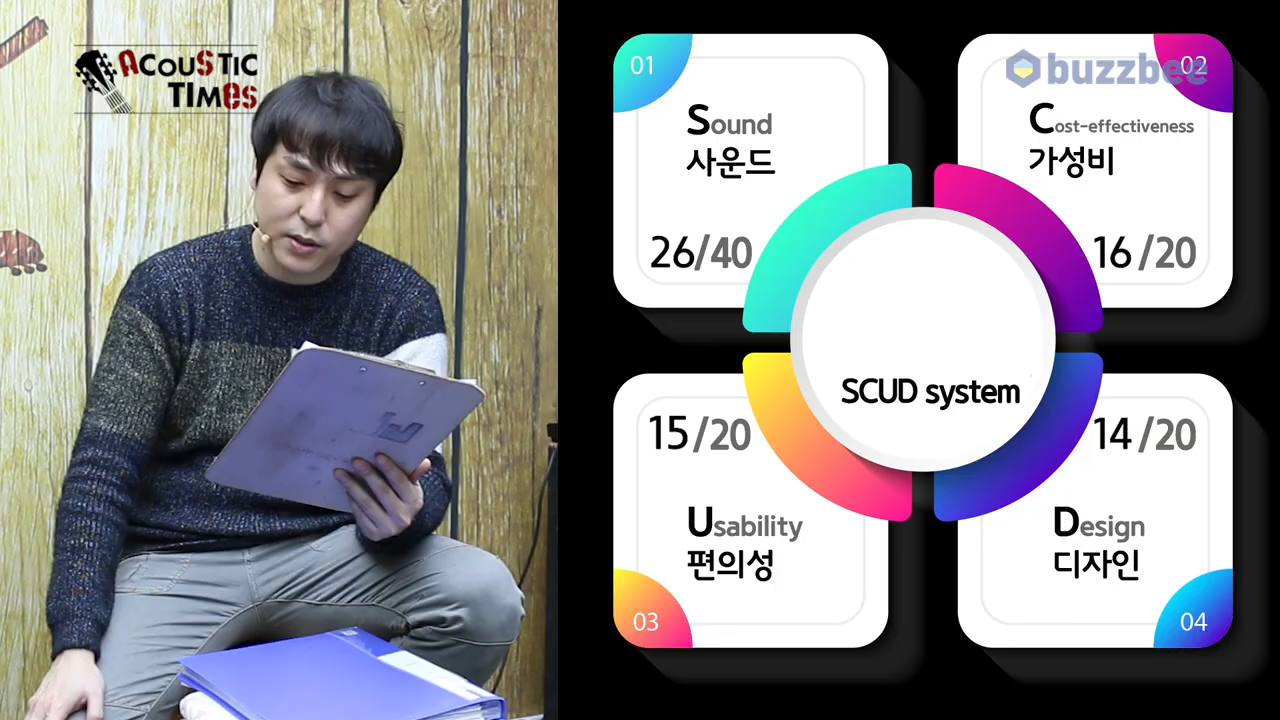 AcouStic
TIMes
buzzbee
01
Sound
사운드
26/40
02
Cost-effectiveness
가성비
16/20
SCUD system
15/20
Usability
편의성
03
14/20
Design
디자인
04